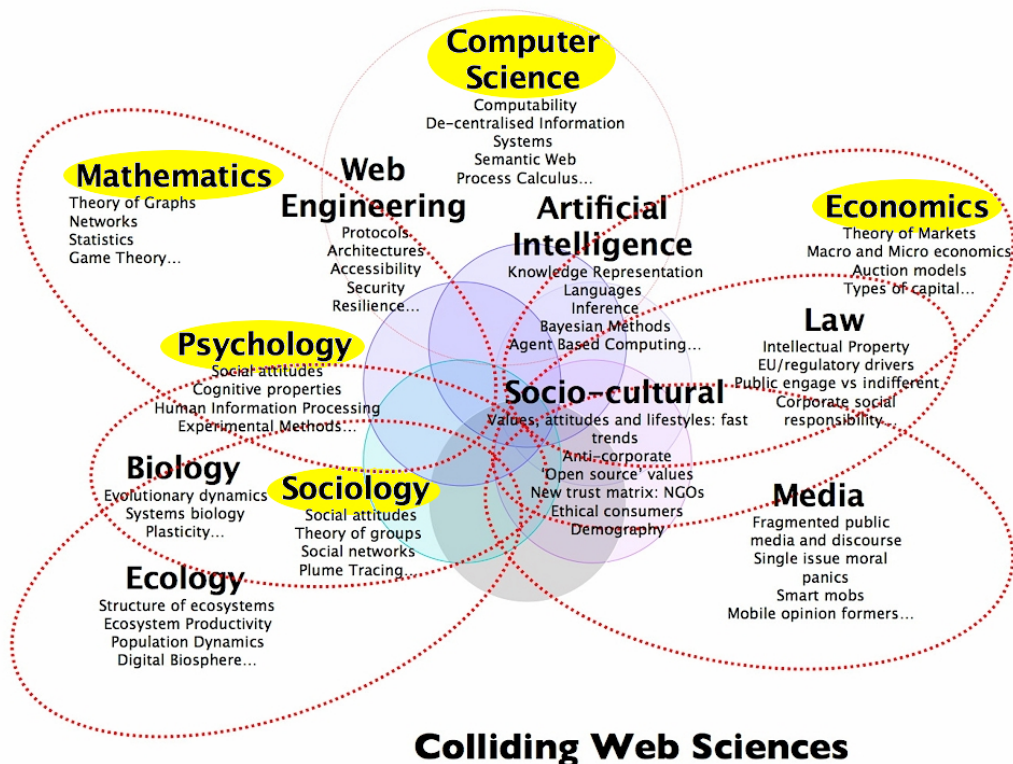 Computer
Science
Computability
De-centralised Information
Systems
Semantic Web
Process Calculus...
Mathematics
Theory of Graphs
Networks
Statistics
Game Theory...
Web
Engineering
Protocols
Architectures
Accessibility
Security
Resilience...
Artificial
Intelligence
Knowledge Representation
Languages
Inference
Bayesian Methods
Agent Based Computing...
Economics
Theory of Markets
Macro and Micro economics
Auction models
Types of capital...
Law
Intellectual Property
EU/regulatory drivers
Public engage vs indifferent
Corporate social
responsibility...
Psychology
Social attitudes
Cognitive properties
Human Information Processing
Experimental Methods...
Socio-cultural
Values, attitudes and lifestyles: fast
trends
Anti-corporate
'Open source' values
New trust matrix: NGOs
Ethical consumers
Demography
Biology
Evolutionary dynamics
Systems biology
Plasticity...
Sociology
Social attitudes
Theory of groups
Social networks
Plume Tracing...
Media
Fragmented public
media and discourse
Single issue moral
panics
Smart mobs
Mobile opinion formers...
Ecology
Structure of ecosystems
Ecosystem Productivity
Population Dynamics
Digital Biosphere...
Colliding Web Sciences